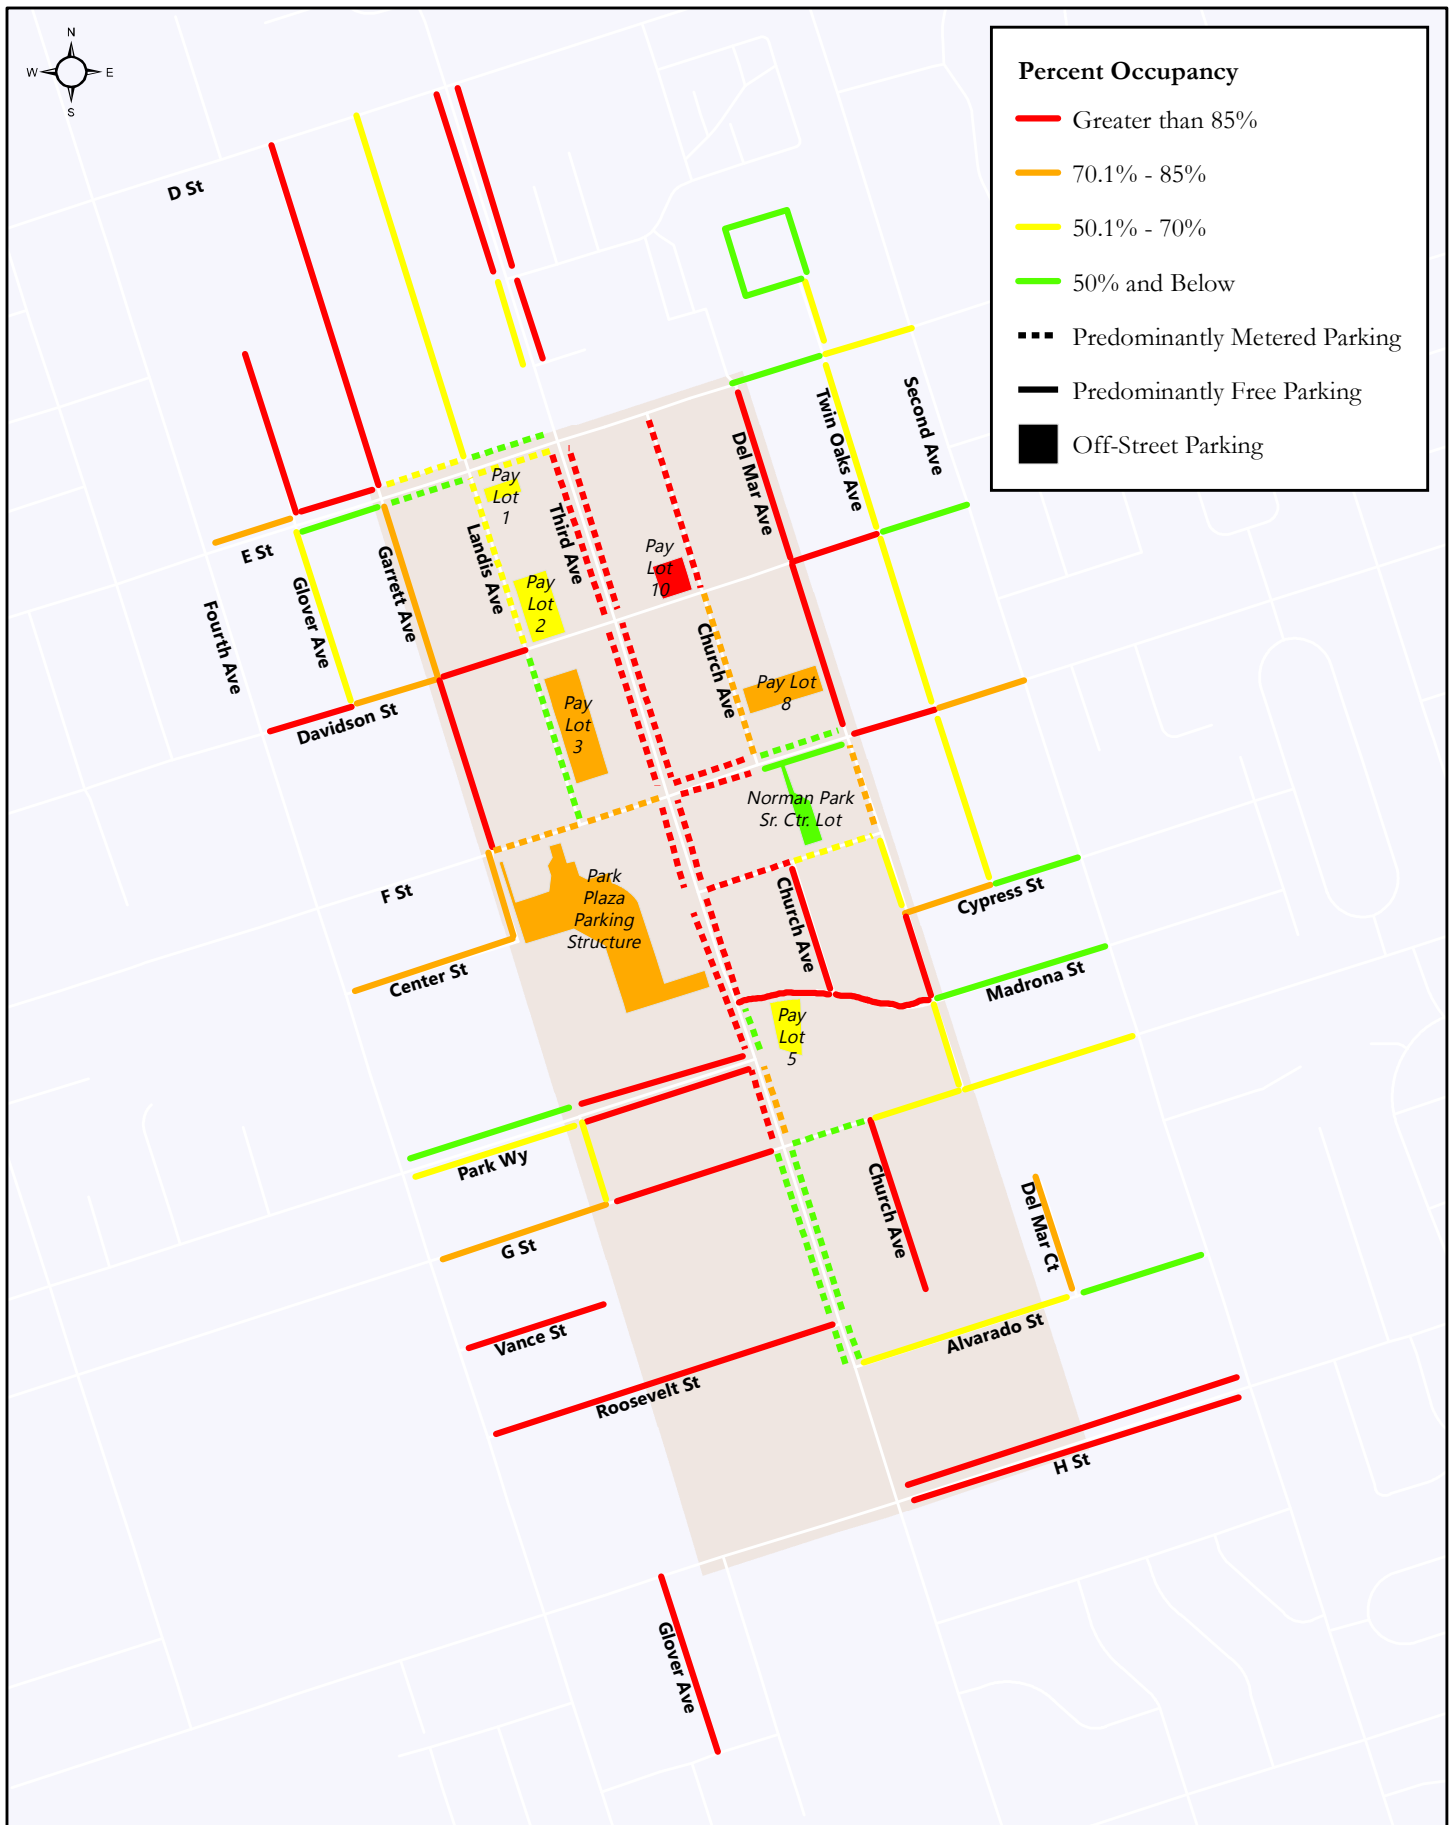 N
W
E
S
Percent Occupancy
Greater than 85%
70.1% - 85%
50.1% - 70%
50% and Below
Predominantly Metered Parking
Predominantly Free Parking
Off-Street Parking
D St
Second Ave
Twin Oaks Ave
Del Mar Ave
Pay
Lot
1
Third Ave
Landis Ave
E St
Garrett Ave
Glover Ave
Fourth Ave
Pay
Lot
10
Pay
Lot
2
Church Ave
Pay Lot
8
Pay
Lot
3
Davidson St
Norman Park
Sr. Ctr. Lot
F St
Park
Plaza
Parking
Structure
Church Ave
Cypress St
Center St
Madrona St
Pay
Lot
5
Park Wy
Church Ave
Del Mar Ct
G St
Vance St
Alvarado St
Roosevelt St
H St
Glover Ave